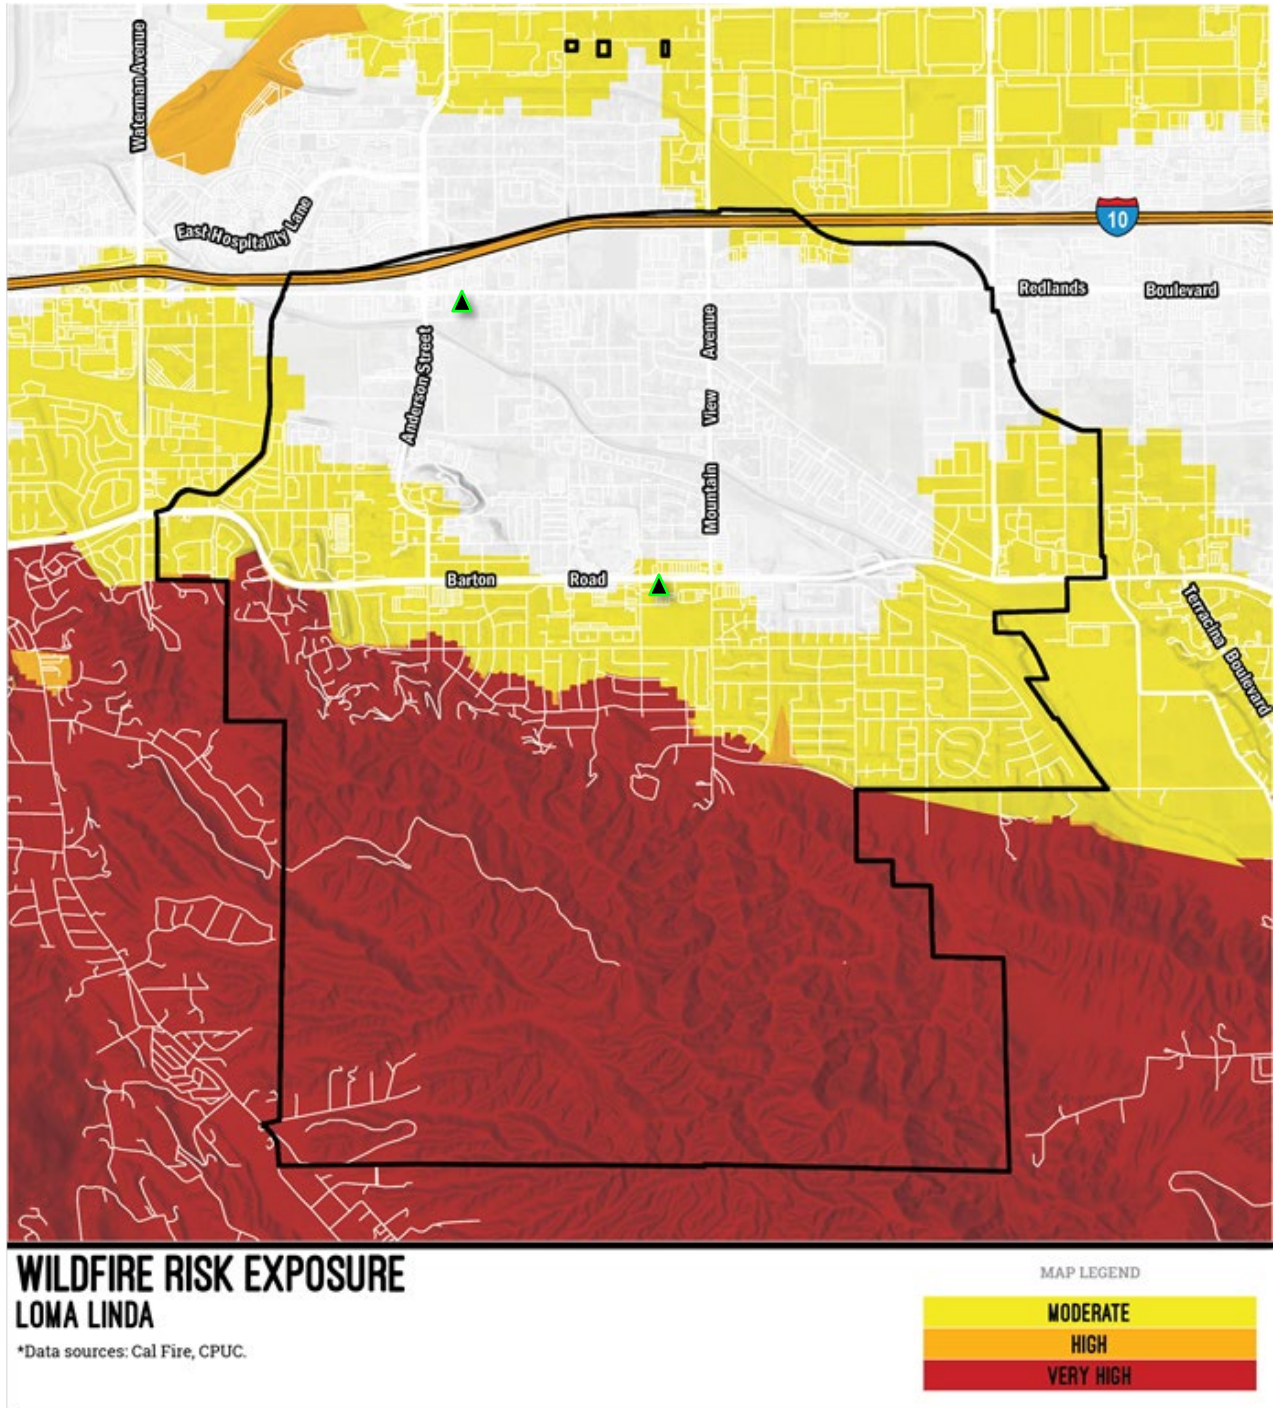 Waterman Avenue
East Hospitality Lane
10
Redlands Boulevard
Anderson Street
Mountain View Avenue
Barton Road
Terracina Boulevard
WILDFIRE RISK EXPOSURE
LOMA LINDA
*Data sources: Cal Fire, CPUC.
MAP LEGEND
MODERATE
HIGH
VERY HIGH